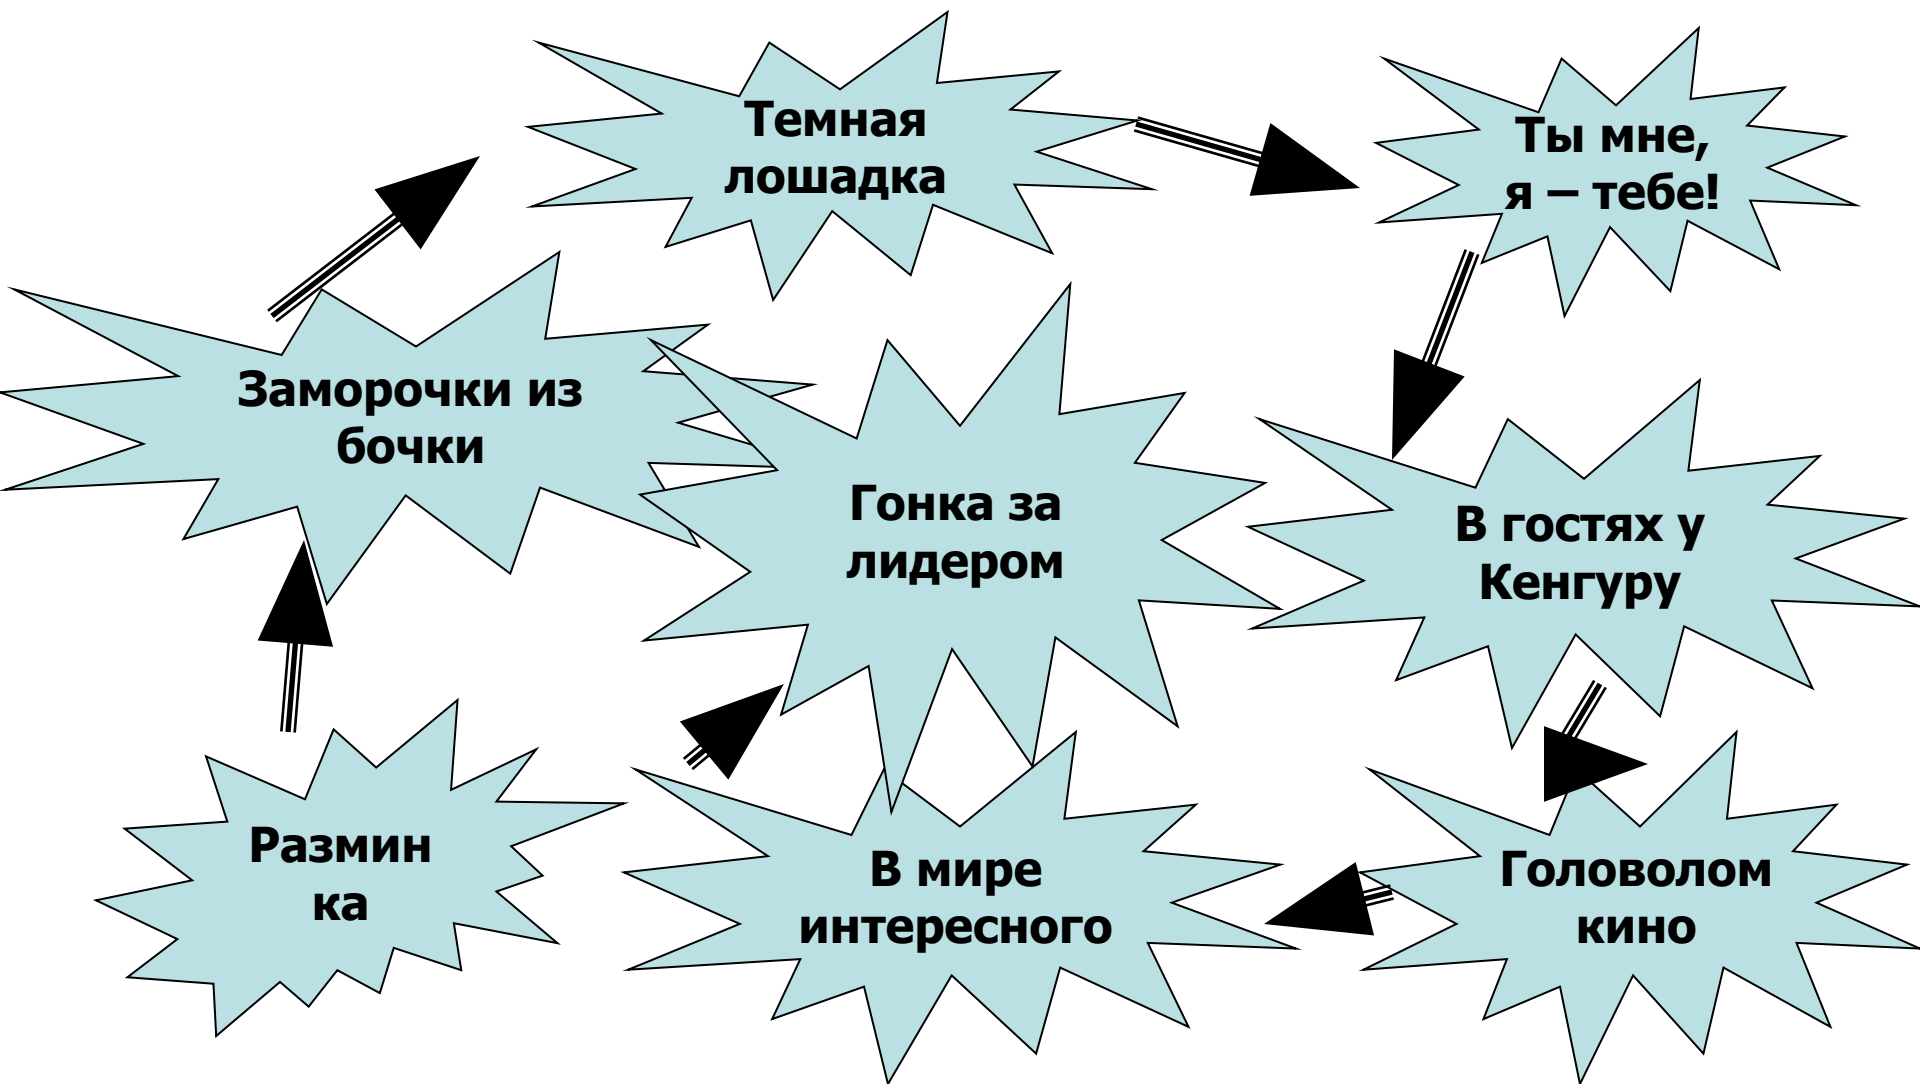 Темная
лошадка
Ты мне,
я – тебе!
Заморочки из
бочки
Гонка за
лидером
В гостях у
Кенгуру
Размин
ка
В мире
интересного
Головолом
кино